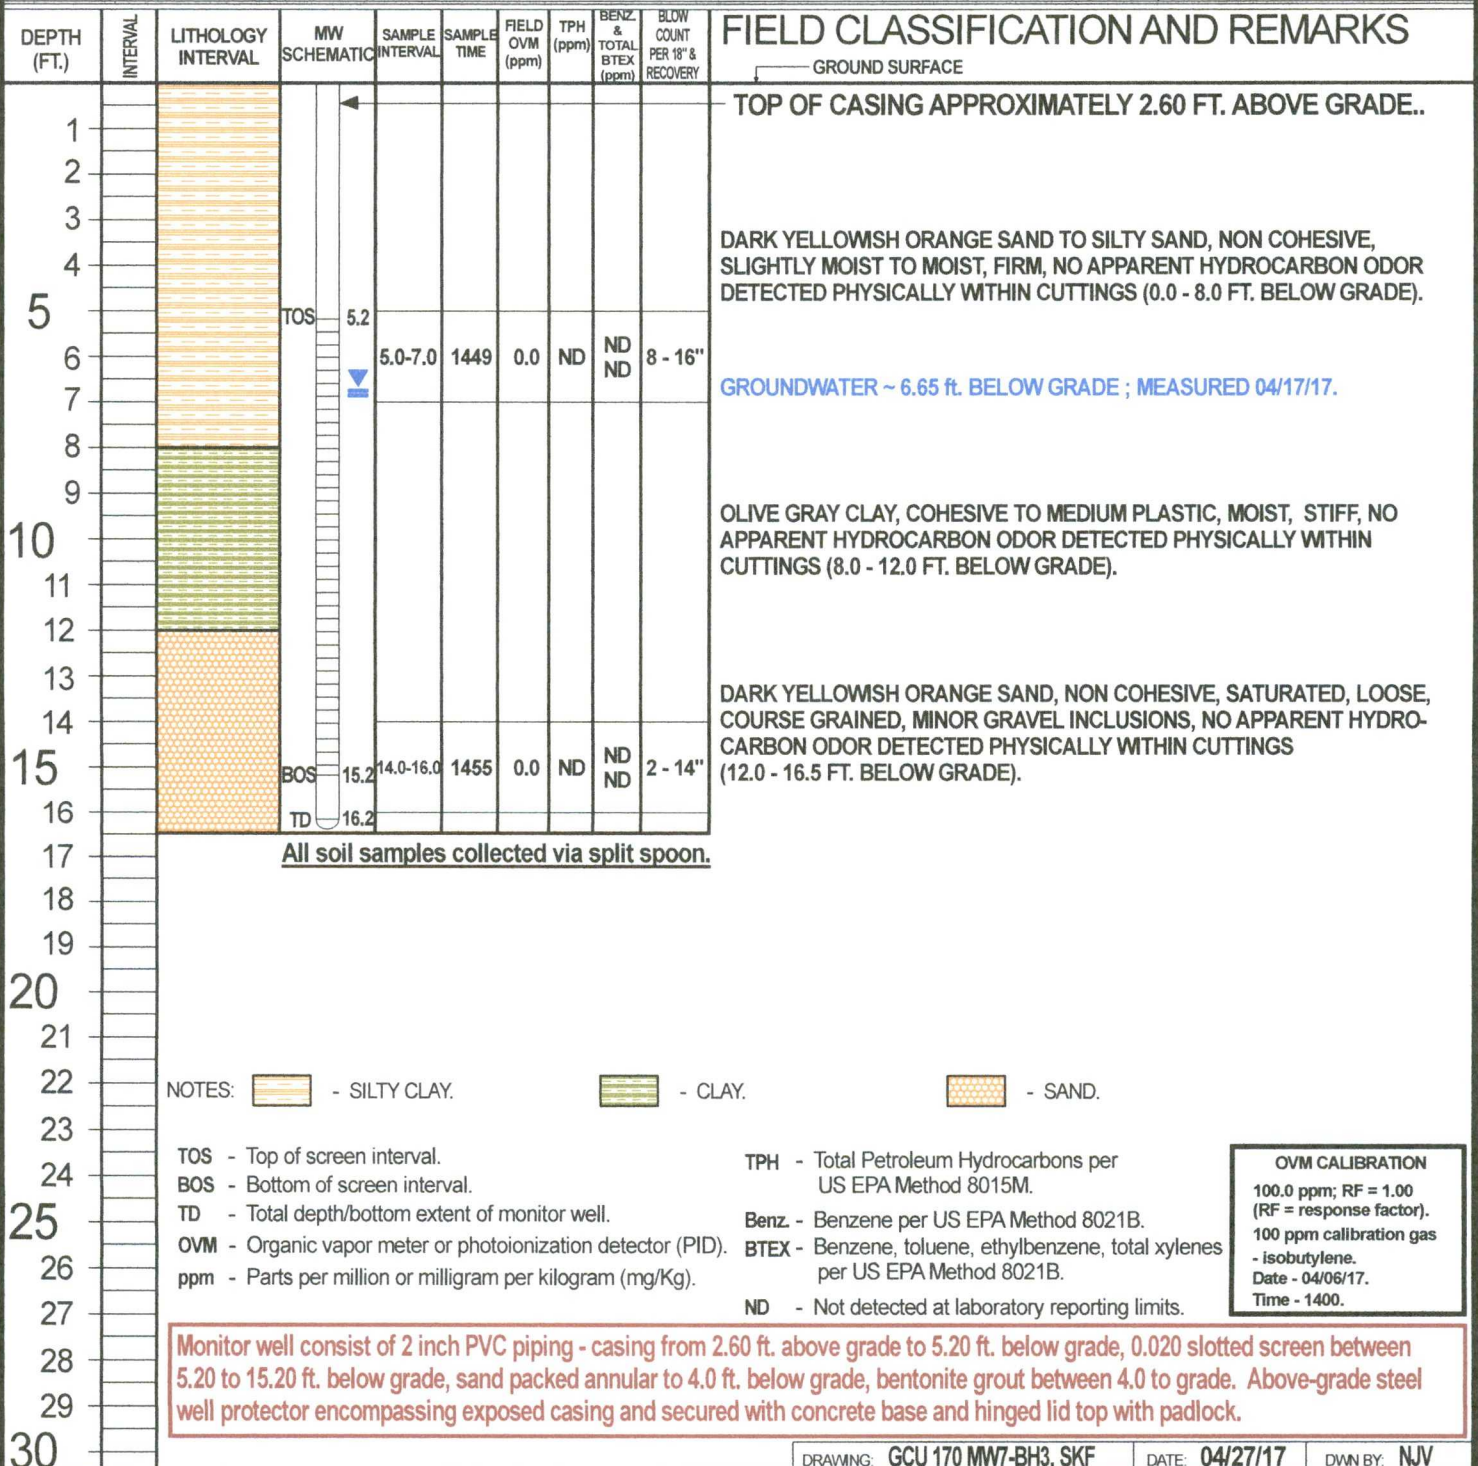 DEPTH
(FT.)
INTERVAL
LITHOLOGY
INTERVAL
MW
SCHEMATIC
SAMPLE
INTERVAL
SAMPLE
TIME
FIELD
OVM
(ppm)
TPH
(ppm)
BENZ.
&
TOTAL
BTEX
(ppm)
BLOW
COUNT
PER 18" &
RECOVERY
FIELD CLASSIFICATION AND REMARKS
GROUND SURFACE
TOP OF CASING APPROXIMATELY 2.60 FT. ABOVE GRADE..
1
2
3
4
5
6
7
8
9
10
11
12
13
14
15
16
17
18
19
20
21
22
23
24
25
26
27
28
29
30
DARK YELLOWISH ORANGE SAND TO SILTY SAND, NON COHESIVE,
SLIGHTLY MOIST TO MOIST, FIRM, NO APPARENT HYDROCARBON ODOR
DETECTED PHYSICALLY WITHIN CUTTINGS (0.0 - 8.0 FT. BELOW GRADE).
TOS 5.2
5.0-7.0 1449 0.0 ND ND ND 8 - 16"
GROUNDWATER ~ 6.65 ft. BELOW GRADE ; MEASURED 04/17/17.
OLIVE GRAY CLAY, COHESIVE TO MEDIUM PLASTIC, MOIST, STIFF, NO
APPARENT HYDROCARBON ODOR DETECTED PHYSICALLY WITHIN
CUTTINGS (8.0 - 12.0 FT. BELOW GRADE).
DARK YELLOWISH ORANGE SAND, NON COHESIVE, SATURATED, LOOSE,
COURSE GRAINED, MINOR GRAVEL INCLUSIONS, NO APPARENT HYDRO-
CARBON ODOR DETECTED PHYSICALLY WITHIN CUTTINGS
(12.0 - 16.5 FT. BELOW GRADE).
BOS 15.2
14.0-16.0 1455 0.0 ND ND ND 2 - 14"
TD 16.2
All soil samples collected via split spoon.
NOTES: - SILTY CLAY. - CLAY. - SAND.
TOS - Top of screen interval.
BOS - Bottom of screen interval.
TD - Total depth/bottom extent of monitor well.
OVM - Organic vapor meter or photoionization detector (PID).
ppm - Parts per million or milligram per kilogram (mg/Kg).
TPH - Total Petroleum Hydrocarbons per
US EPA Method 8015M.
Benz. - Benzene per US EPA Method 8021B.
BTEX - Benzene, toluene, ethylbenzene, total xylenes
per US EPA Method 8021B.
ND - Not detected at laboratory reporting limits.
OVM CALIBRATION
100.0 ppm; RF = 1.00
(RF = response factor).
100 ppm calibration gas
- isobutylene.
Date - 04/06/17.
Time - 1400.
Monitor well consist of 2 inch PVC piping - casing from 2.60 ft. above grade to 5.20 ft. below grade, 0.020 slotted screen between
5.20 to 15.20 ft. below grade, sand packed annular to 4.0 ft. below grade, bentonite grout between 4.0 to grade. Above-grade steel
well protector encompassing exposed casing and secured with concrete base and hinged lid top with padlock.
DRAWING: GCU 170 MW7-BH3. SKF DATE: 04/27/17 DWN BY: NJV